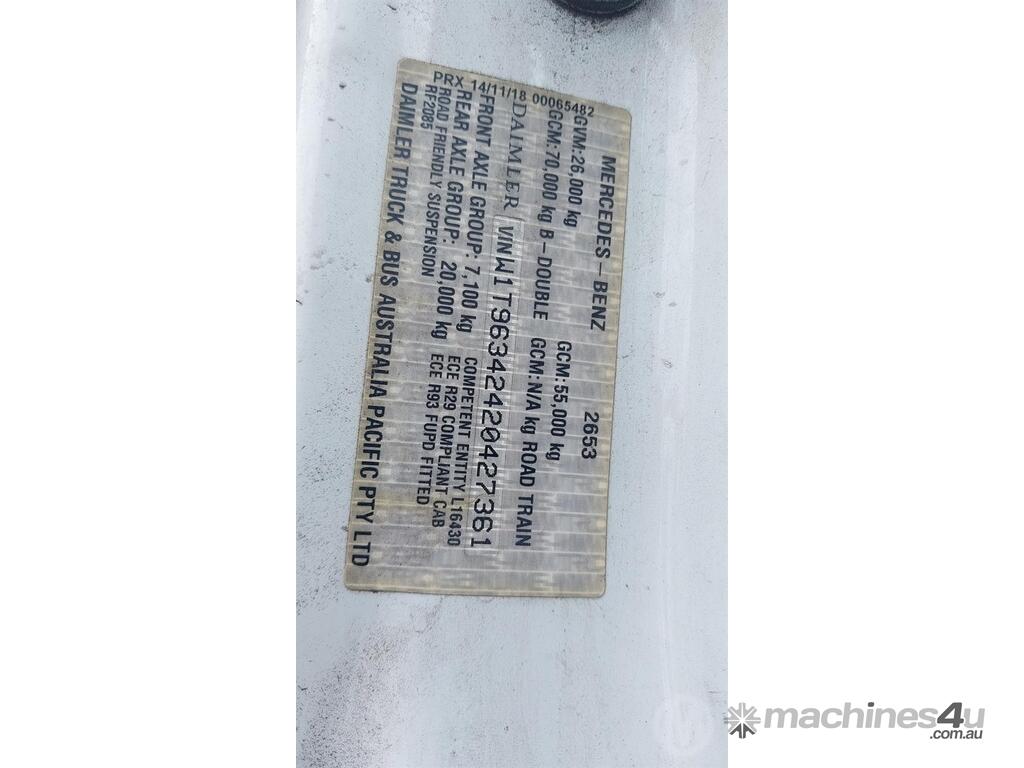 PRX 14/11/18 00065482
MERCEDES-BENZ 2653
GVM:26,000 kg GCM:55,000 kg
GCM:70,000 kg B-DOUBLE GCM:N/A kg ROAD TRAIN
DAIMLER VIN W1T96342420427361
FRONT AXLE GROUP: 7,100 kg COMPETENT ENTITY L16430
REAR AXLE GROUP: 20,000 kg ECE R29 COMPLIANT CAB
ROAD FRIENDLY SUSPENSION ECE R93 FUPD FITTED
RF2085
DAIMLER TRUCK & BUS AUSTRALIA PACIFIC PTY LTD
machines4u
.com.au